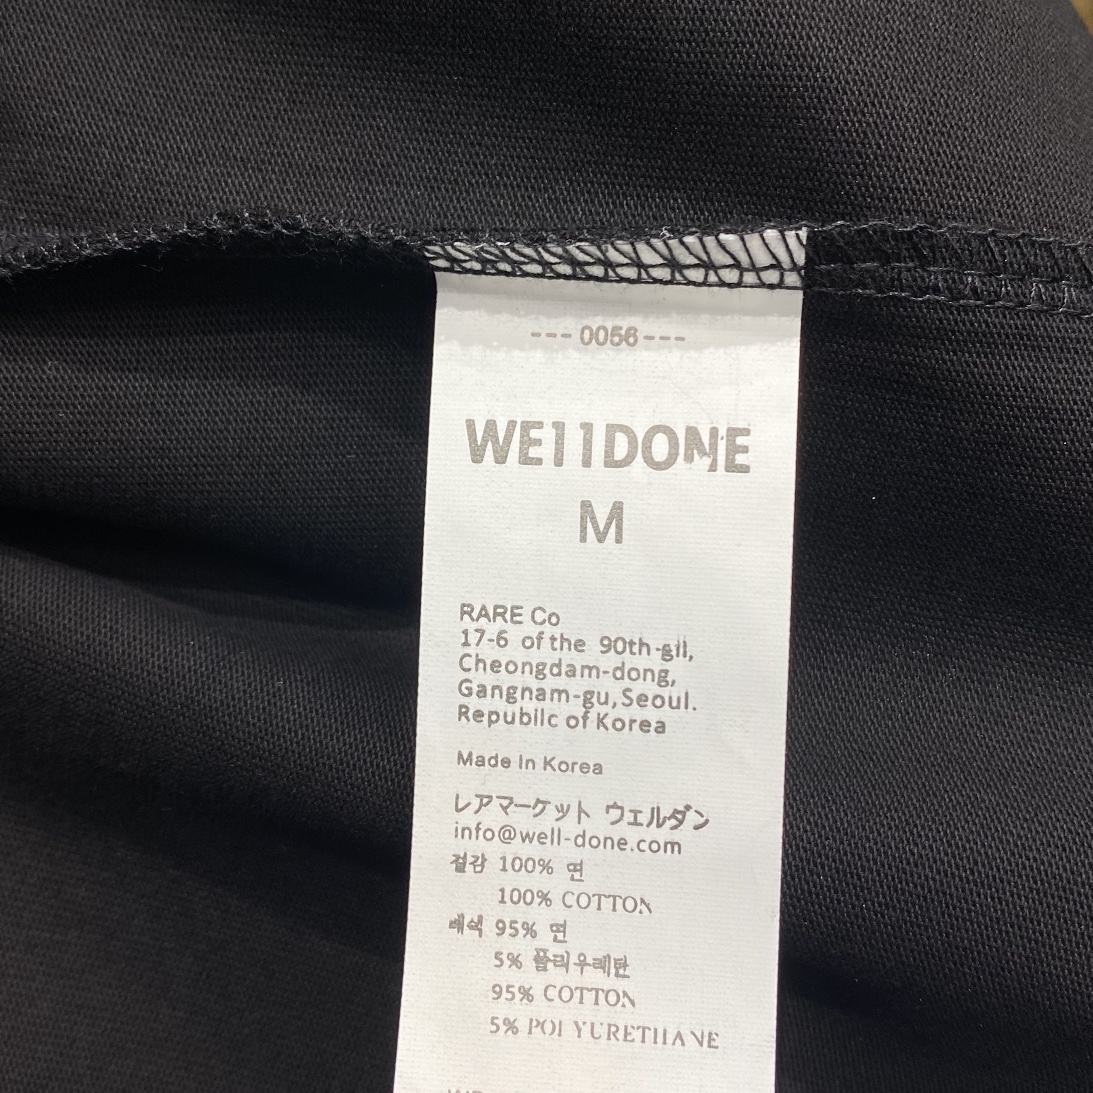 --- 0056 ---
WE11DONE
M
RARE Co
17-6 of the 90th-gil,
Cheongdam-dong,
Gangnam-gu,Seoul.
Repubilc of Korea
Made In Korea
レアマーケット ウェルダン
info@well-done.com
겉감 100% 면
100% COTTON
배색 95% 면
5% 폴리우레탄
95% COTTON
5% POLYURETHANE